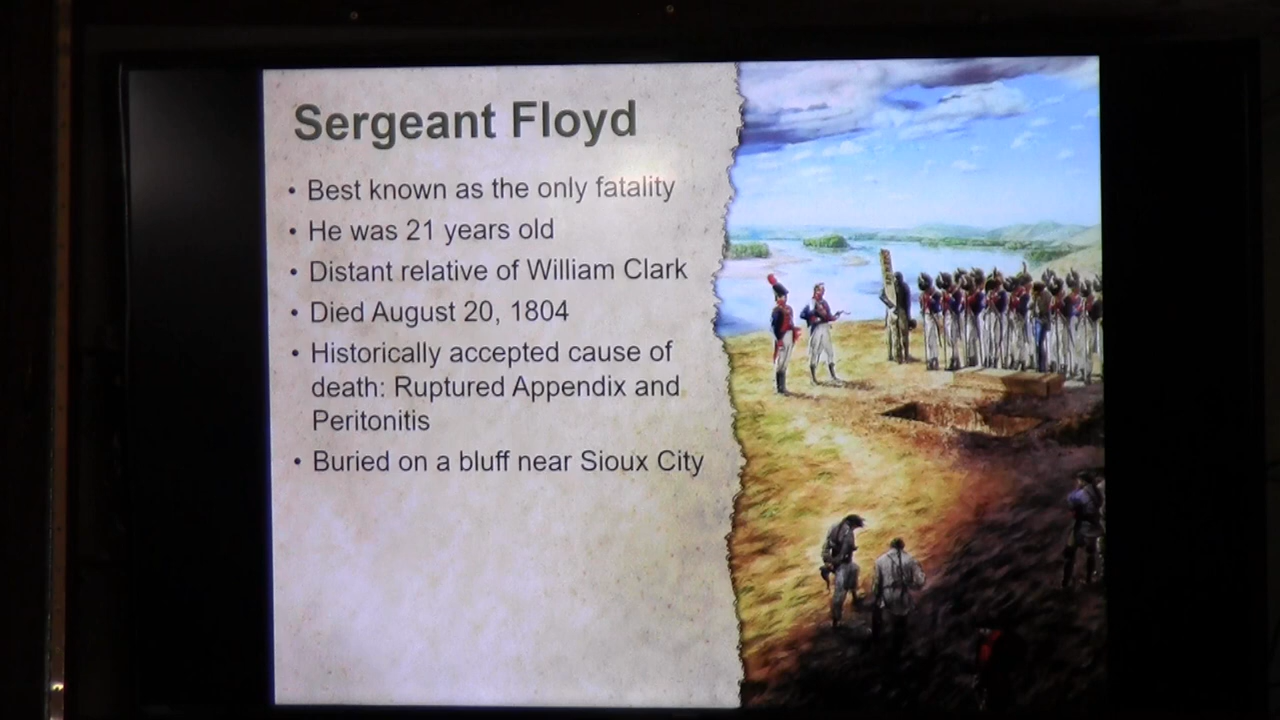 Sergeant Floyd
• Best known as the only fatality
• He was 21 years old
• Distant relative of William Clark
• Died August 20, 1804
• Historically accepted cause of
death: Ruptured Appendix and
Peritonitis
• Buried on a bluff near Sioux City